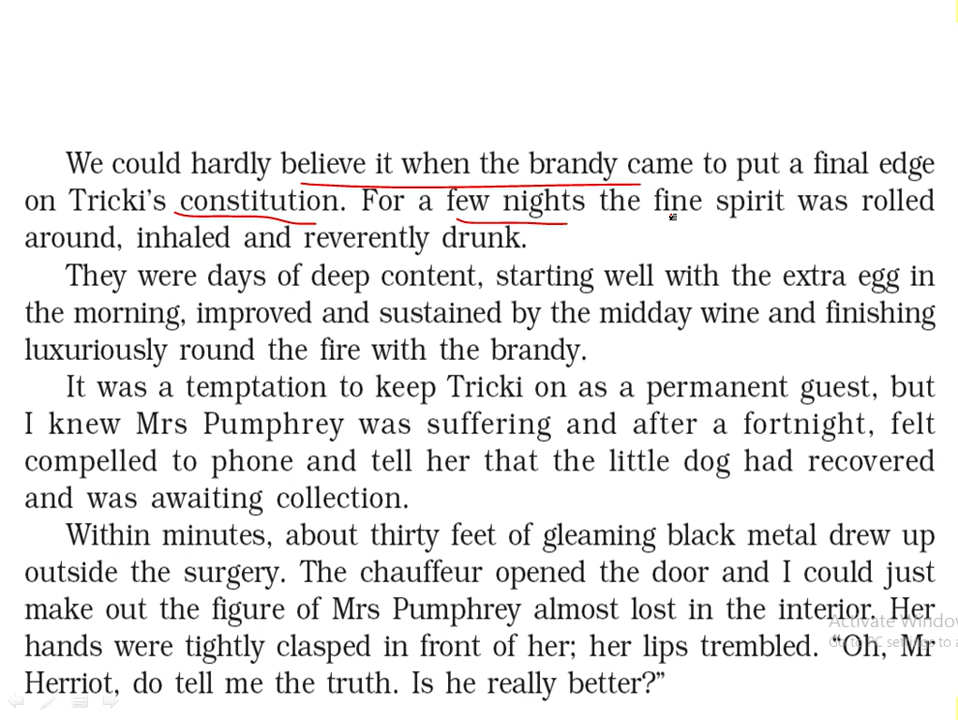 We could hardly believe it when the brandy came to put a final edge
on Tricki's constitution. For a few nights the fine spirit was rolled
around, inhaled and reverently drunk.
They were days of deep content, starting well with the extra egg in
the morning, improved and sustained by the midday wine and finishing
luxuriously round the fire with the brandy.
It was a temptation to keep Tricki on as a permanent guest, but
I knew Mrs Pumphrey was suffering and after a fortnight, felt
compelled to phone and tell her that the little dog had recovered
and was awaiting collection.
Within minutes, about thirty feet of gleaming black metal drew up
outside the surgery. The chauffeur opened the door and I could just
make out the figure of Mrs Pumphrey almost lost in the interior. Her
hands were tightly clasped in front of her; her lips trembled. “Oh, Mr
Herriot, do tell me the truth. Is he really better?”
Activate Window
Go to PC settings to a